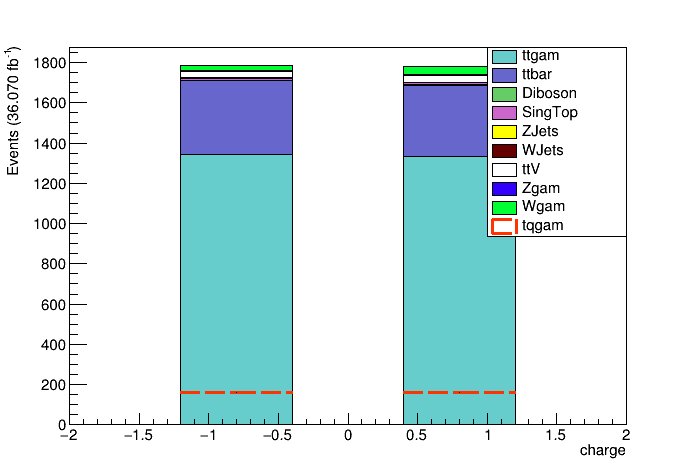 Events (36.070 fb⁻¹)
1800
1600
1400
1200
1000
800
600
400
200
0
−2 −1.5 −1 −0.5 0 0.5 1 1.5 2
charge
ttgam
ttbar
Diboson
SingTop
ZJets
WJets
ttV
Zgam
Wgam
tqgam